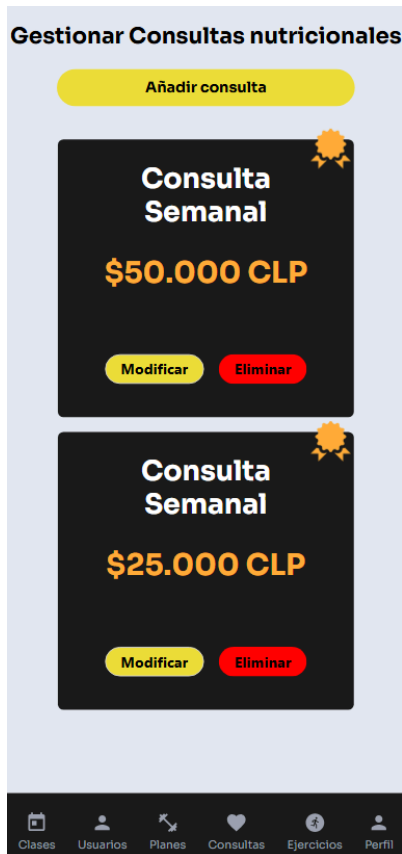 Gestionar Consultas nutricionales
Añadir consulta
Consulta
Semanal
$50.000 CLP
Modificar
Eliminar
Consulta
Semanal
$25.000 CLP
Modificar
Eliminar
Clases
Usuarios
Planes
Consultas
Ejercicios
Perfil